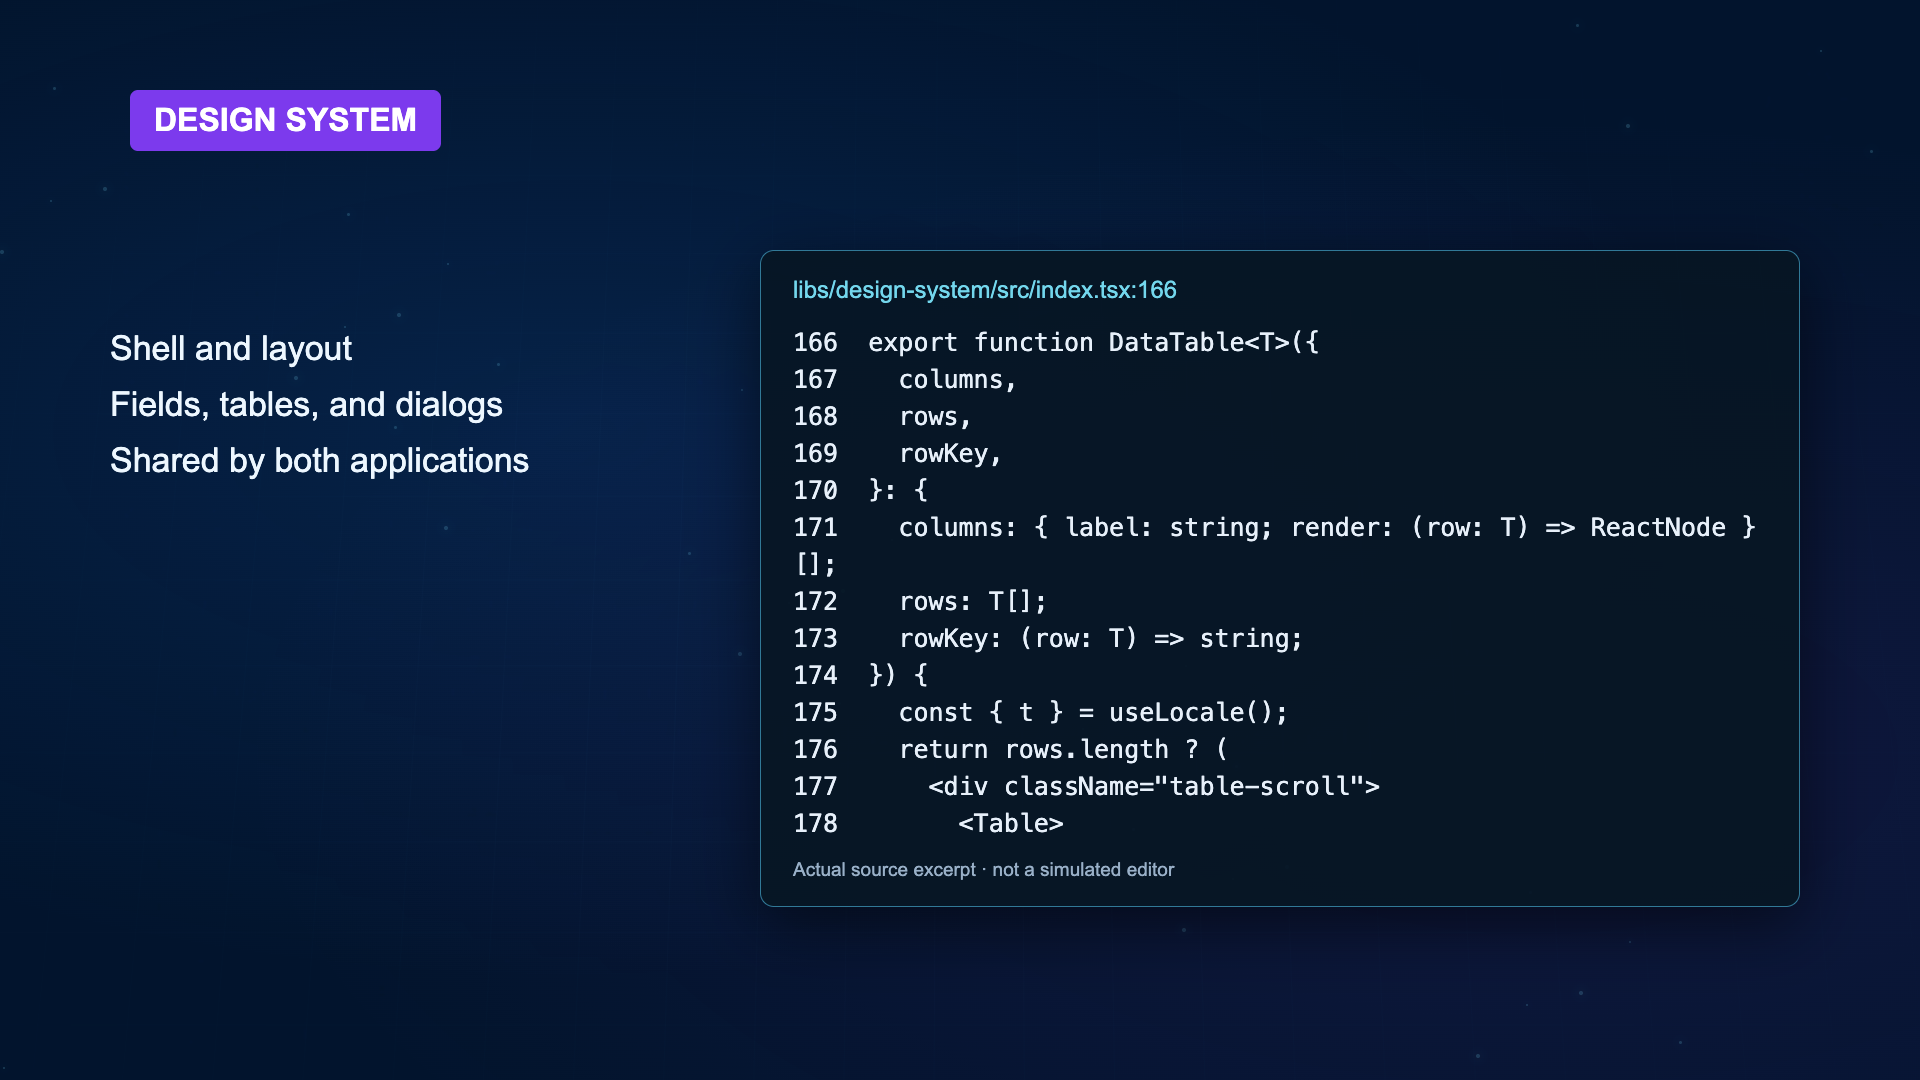 DESIGN SYSTEM
Shell and layout
Fields, tables, and dialogs
Shared by both applications
libs/design-system/src/index.tsx:166
166  export function DataTable<T>({
167    columns,
168    rows,
169    rowKey,
170  }: {
171    columns: { label: string; render: (row: T) => ReactNode }
[];
172    rows: T[];
173    rowKey: (row: T) => string;
174  }) {
175    const { t } = useLocale();
176    return rows.length ? (
177      <div className="table-scroll">
178        <Table>
Actual source excerpt · not a simulated editor